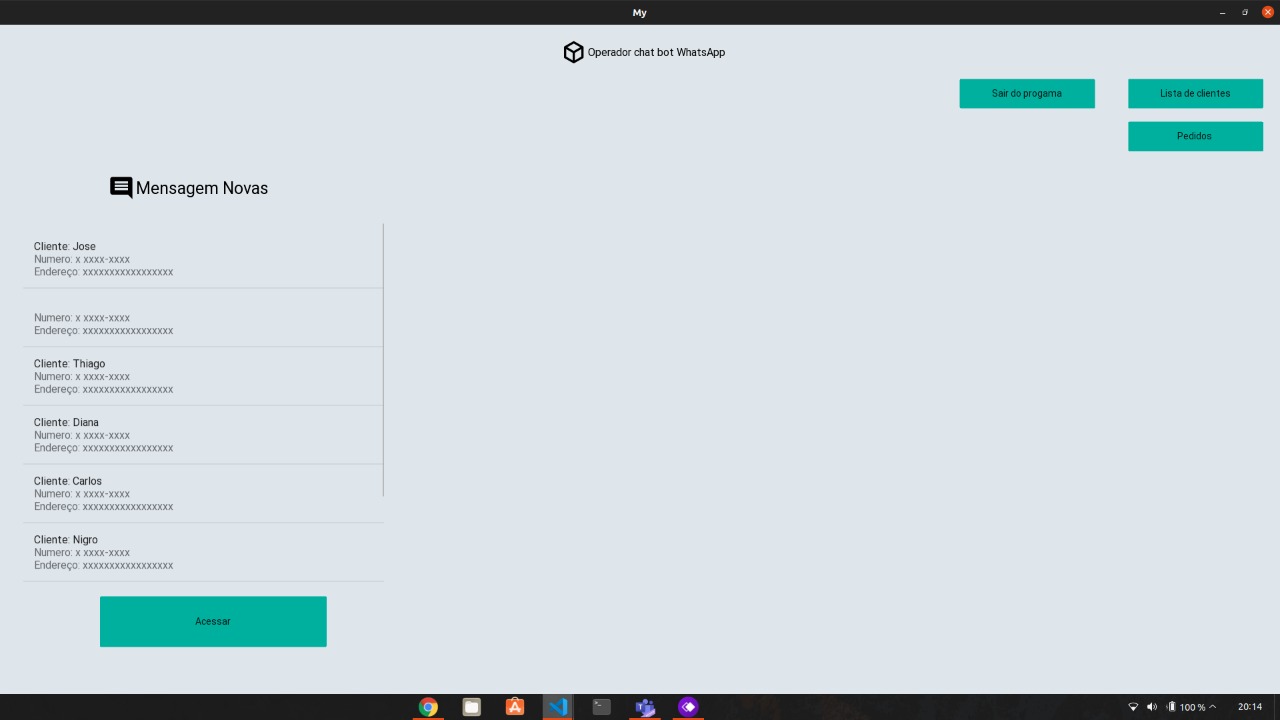 My
Operador chat bot WhatsApp
Sair do progama
Lista de clientes
Pedidos
Mensagem Novas
Cliente: Jose
Numero: x xxxx-xxxx
Endereço: xxxxxxxxxxxxxxxxx
Numero: x xxxx-xxxx
Endereço: xxxxxxxxxxxxxxxxx
Cliente: Thiago
Numero: x xxxx-xxxx
Endereço: xxxxxxxxxxxxxxxxx
Cliente: Diana
Numero: x xxxx-xxxx
Endereço: xxxxxxxxxxxxxxxxx
Cliente: Carlos
Numero: x xxxx-xxxx
Endereço: xxxxxxxxxxxxxxxxx
Cliente: Nigro
Numero: x xxxx-xxxx
Endereço: xxxxxxxxxxxxxxxxx
Acessar
100 %
20:14